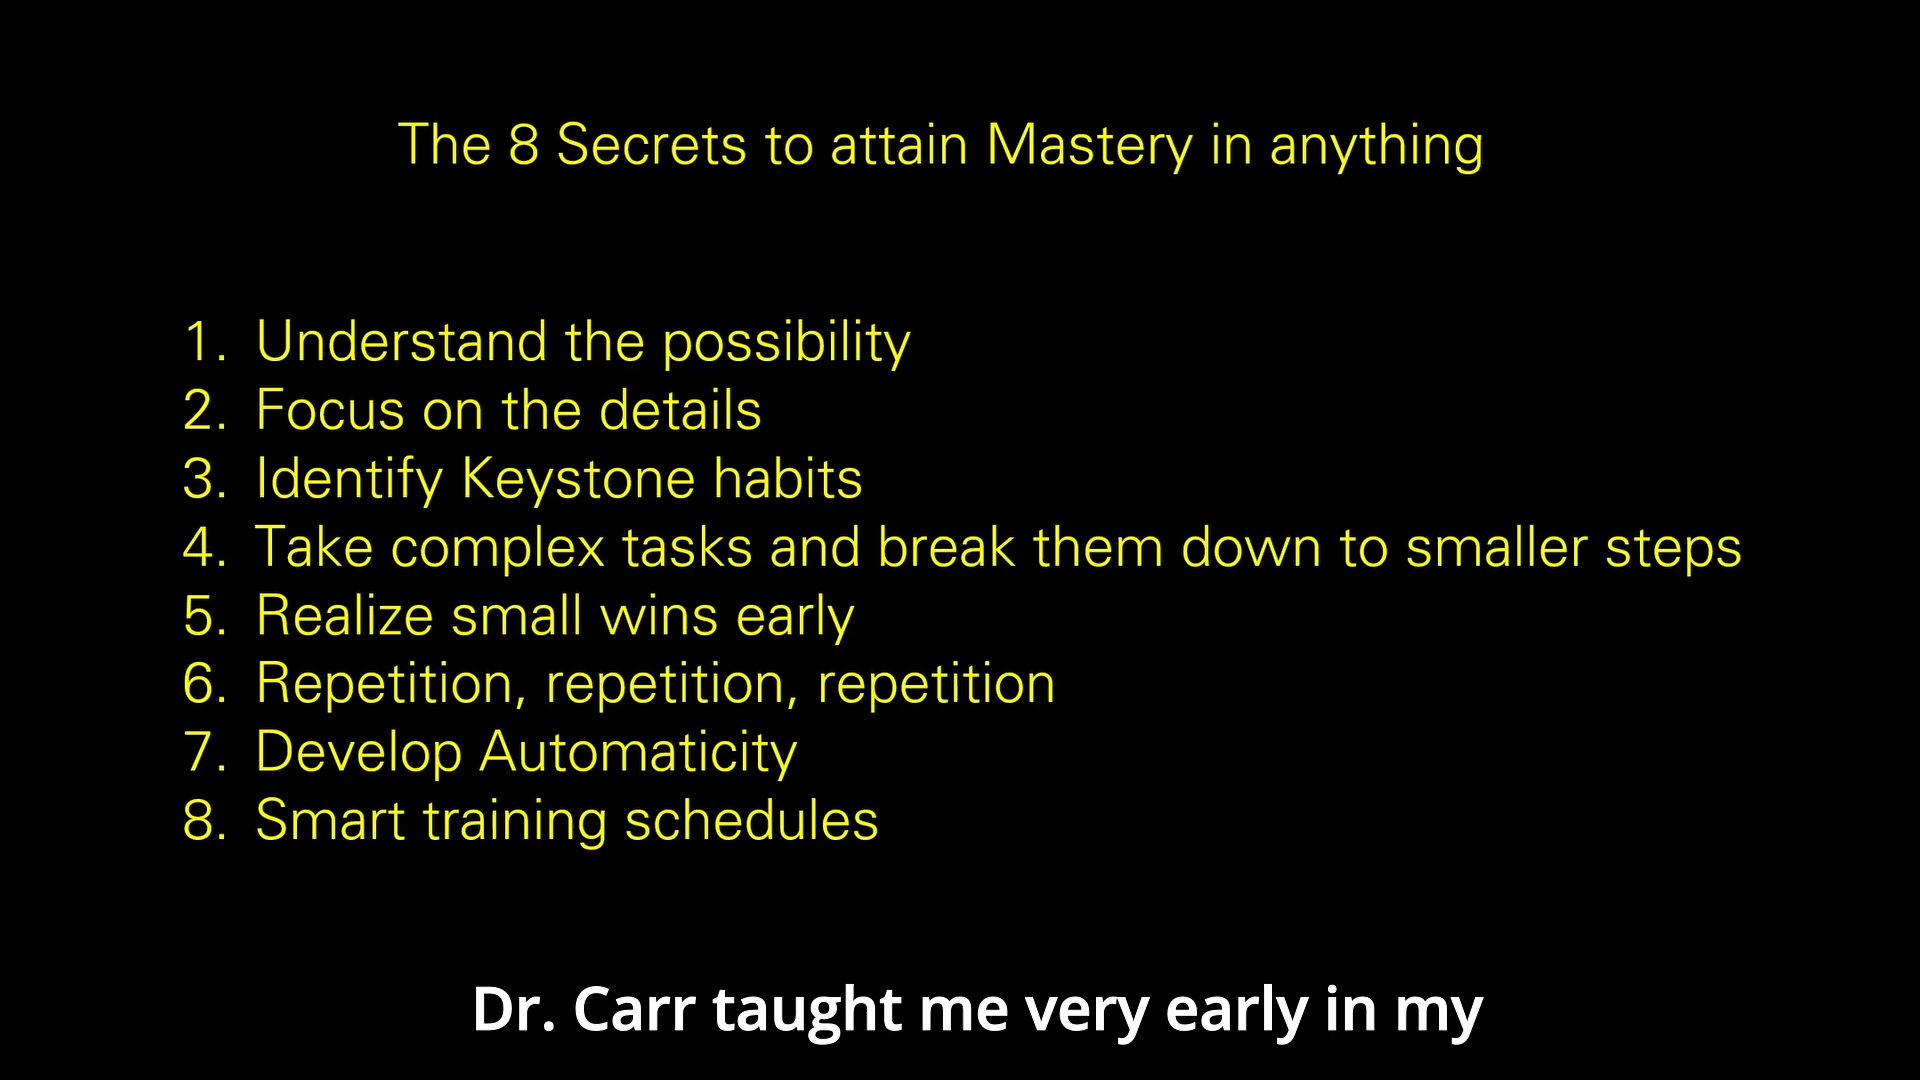 The 8 Secrets to attain Mastery in anything
1. Understand the possibility
2. Focus on the details
3. Identify Keystone habits
4. Take complex tasks and break them down to smaller steps
5. Realize small wins early
6. Repetition, repetition, repetition
7. Develop Automaticity
8. Smart training schedules
Dr. Carr taught me very early in my